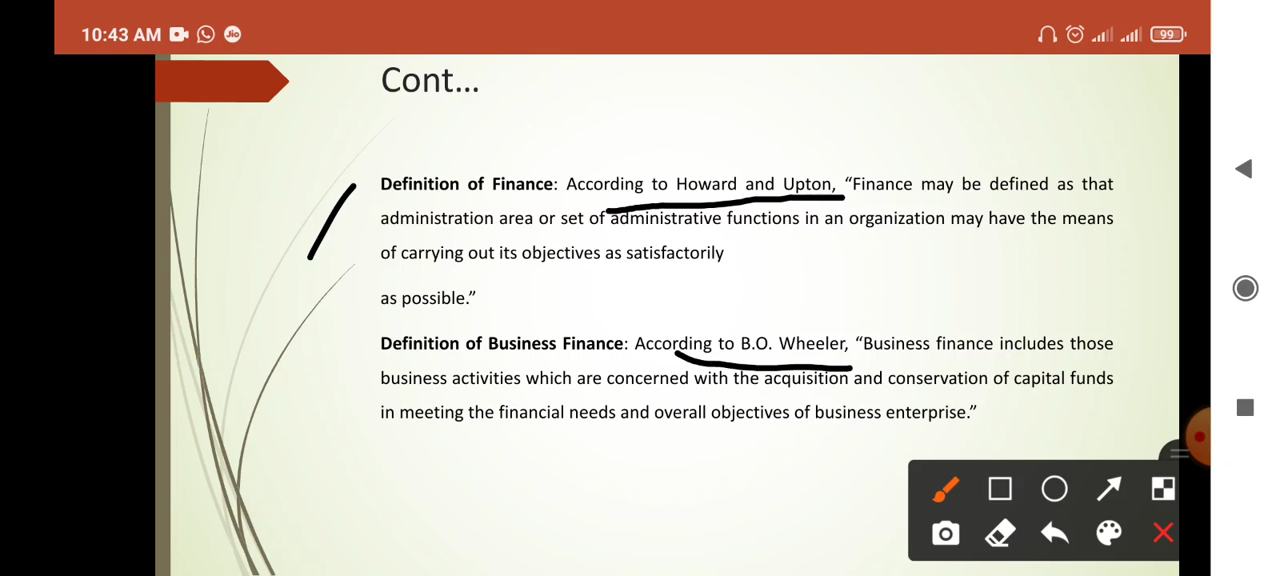 10:43 AM Jio 99
Cont...
Definition of Finance: According to Howard and Upton, “Finance may be defined as that
administration area or set of administrative functions in an organization may have the means
of carrying out its objectives as satisfactorily
as possible.”
Definition of Business Finance: According to B.O. Wheeler, “Business finance includes those
business activities which are concerned with the acquisition and conservation of capital funds
in meeting the financial needs and overall objectives of business enterprise.”